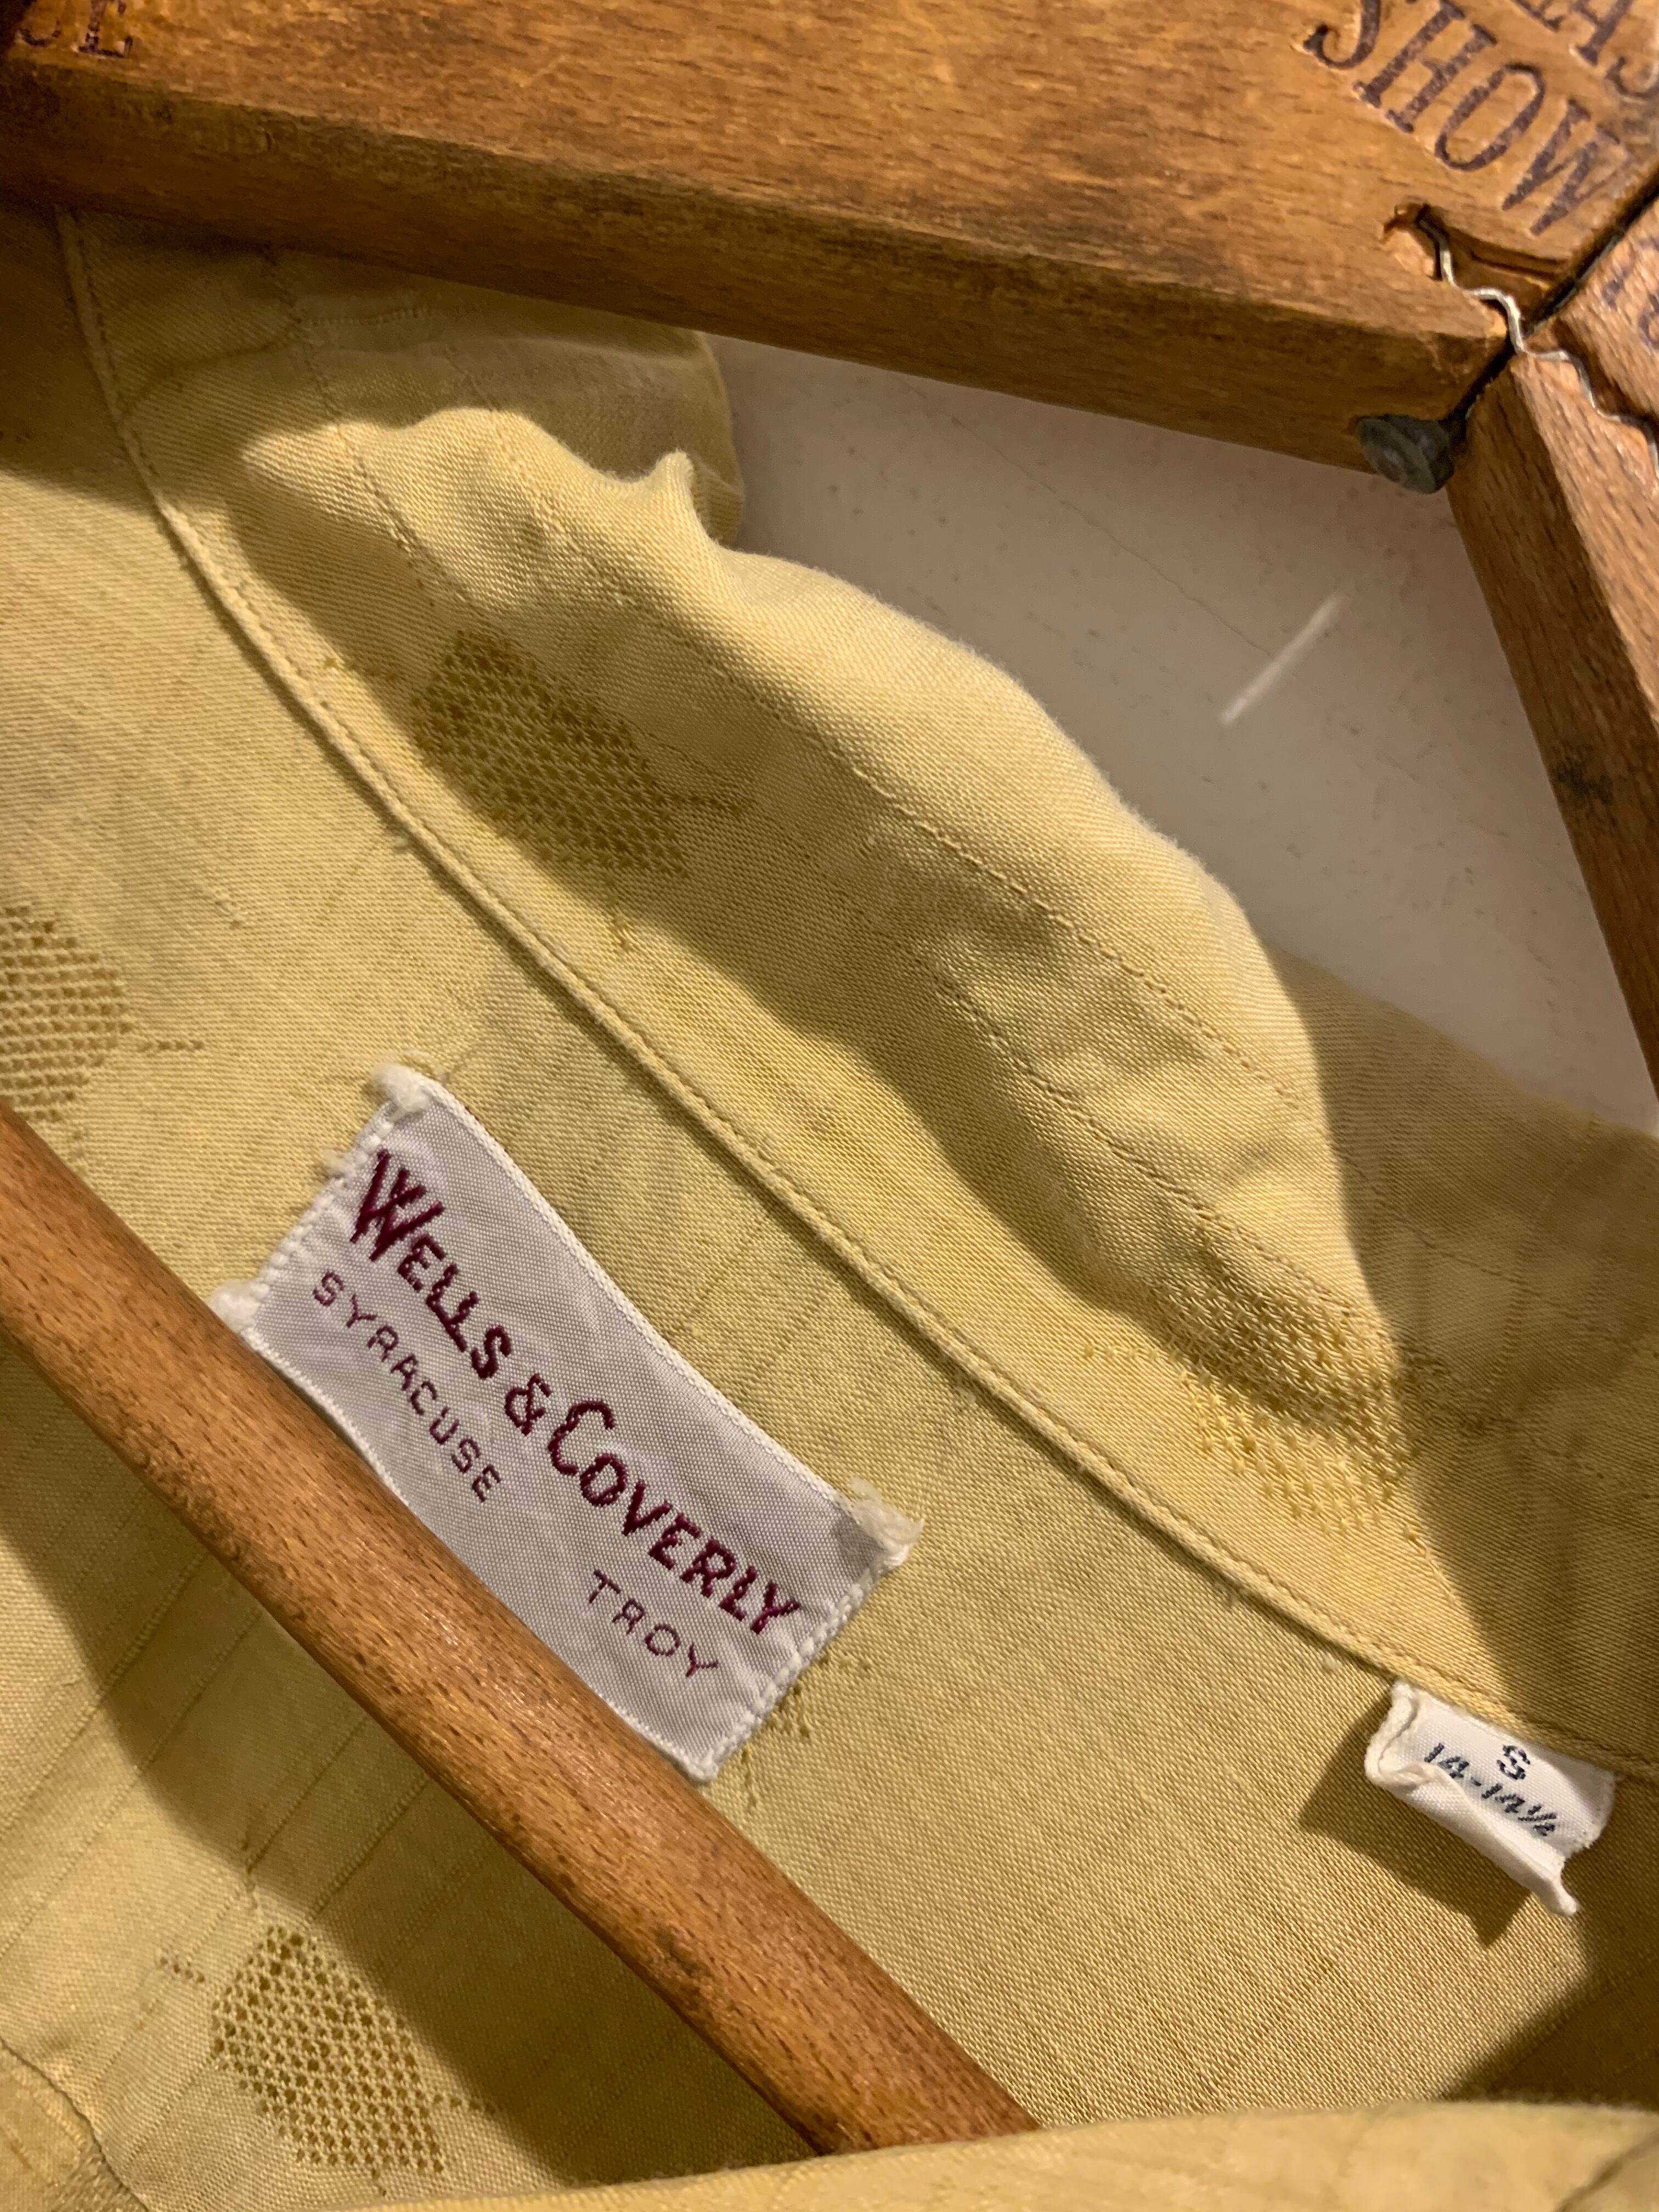 SHOW
WELLS & COVERLY
SYRACUSE TROY
S
14-14½